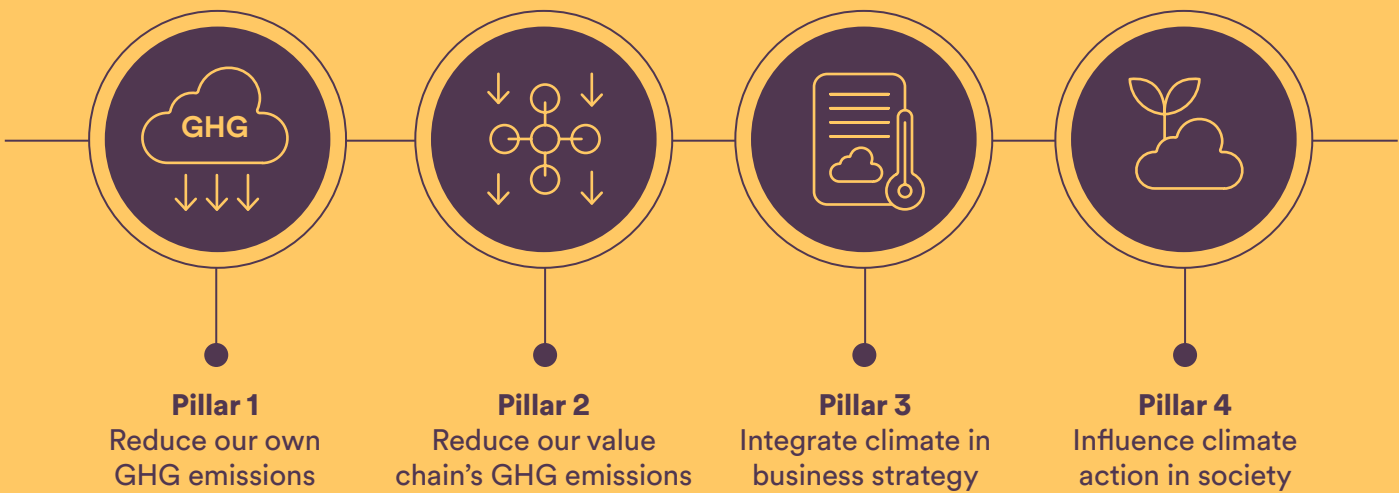 GHG
Pillar 1
Reduce our own
GHG emissions
Pillar 2
Reduce our value
chain’s GHG emissions
Pillar 3
Integrate climate in
business strategy
Pillar 4
Influence climate
action in society